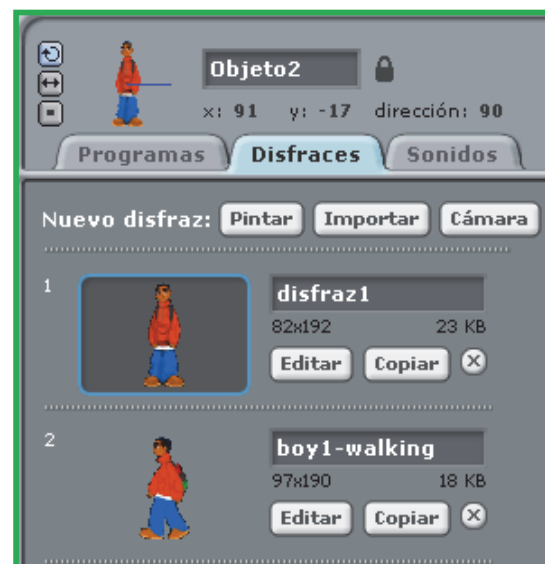 Objeto2
x: 91 y: -17 dirección: 90
Programas Disfraces Sonidos
Nuevo disfraz: Pintar Importar Cámara
1
disfraz1
82x192 23 KB
Editar Copiar
2
boy1-walking
97x190 18 KB
Editar Copiar